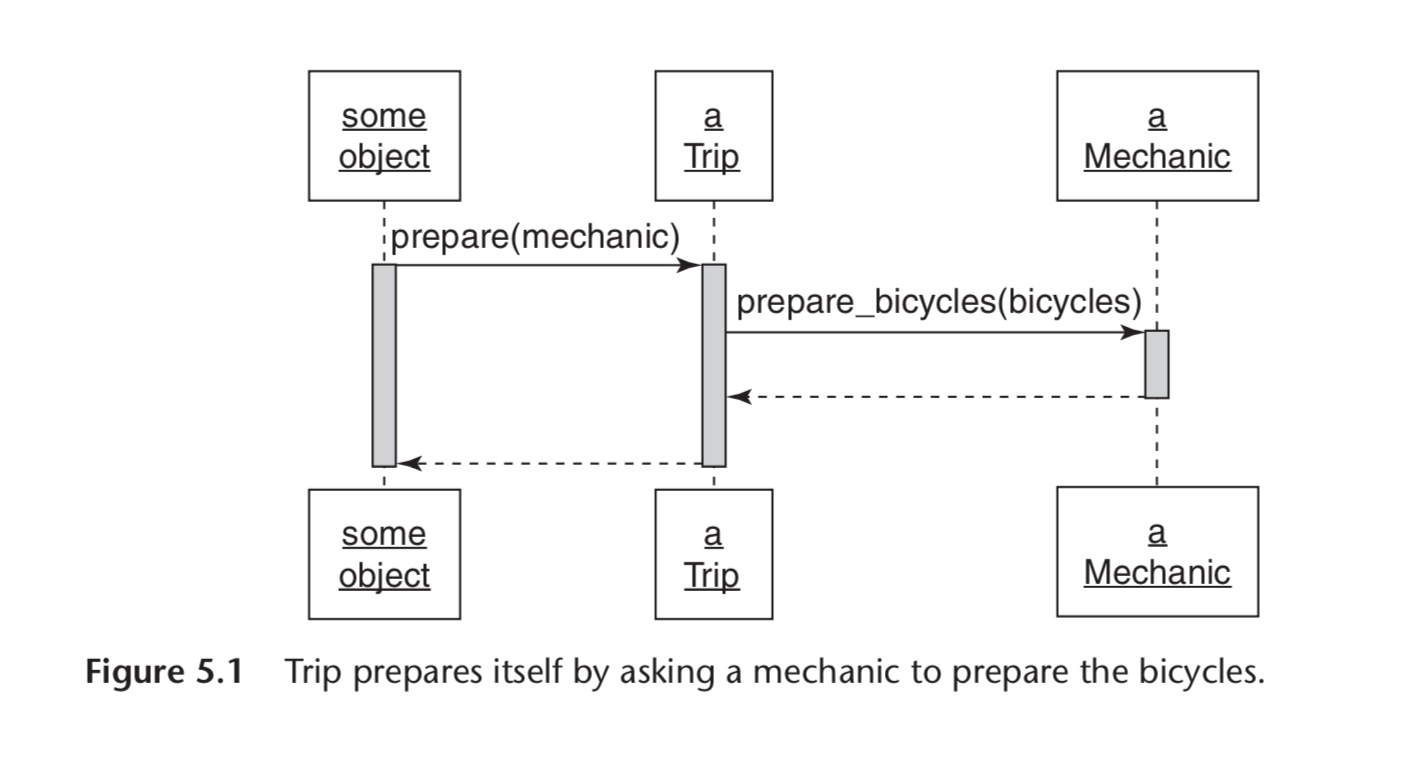 some
object
a
Trip
a
Mechanic
prepare(mechanic)
prepare_bicycles(bicycles)
some
object
a
Trip
a
Mechanic
Figure 5.1 Trip prepares itself by asking a mechanic to prepare the bicycles.